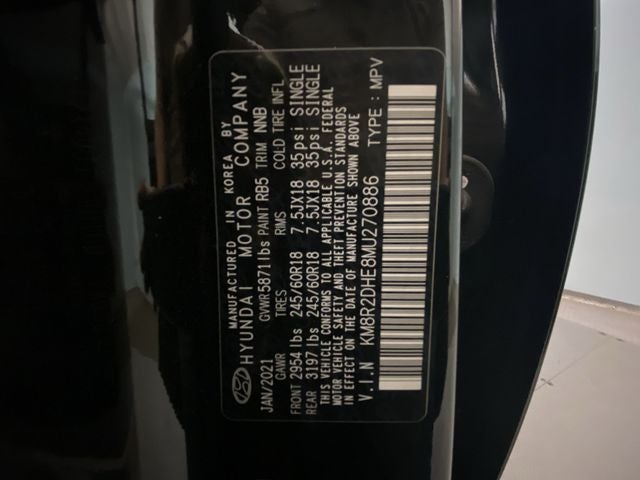 MANUFACTURED IN KOREA BY
HYUNDAI MOTOR COMPANY
JAN/2021 GVWR 5871 lbs PAINT RB5 TRIM NNB
GAWR TIRES RIMS COLD TIRE INFL
FRONT 2954 lbs 245/60R18 7.5JX18 35psi SINGLE
REAR 3197 lbs 245/60R18 7.5JX18 35psi SINGLE
THIS VEHICLE CONFORMS TO ALL APPLICABLE U.S.A. FEDERAL
MOTOR VEHICLE SAFETY AND THEFT PREVENTION STANDARDS
IN EFFECT ON THE DATE OF MANUFACTURE SHOWN ABOVE
V.I.N KM8R2DHE8MU270886 TYPE : MPV